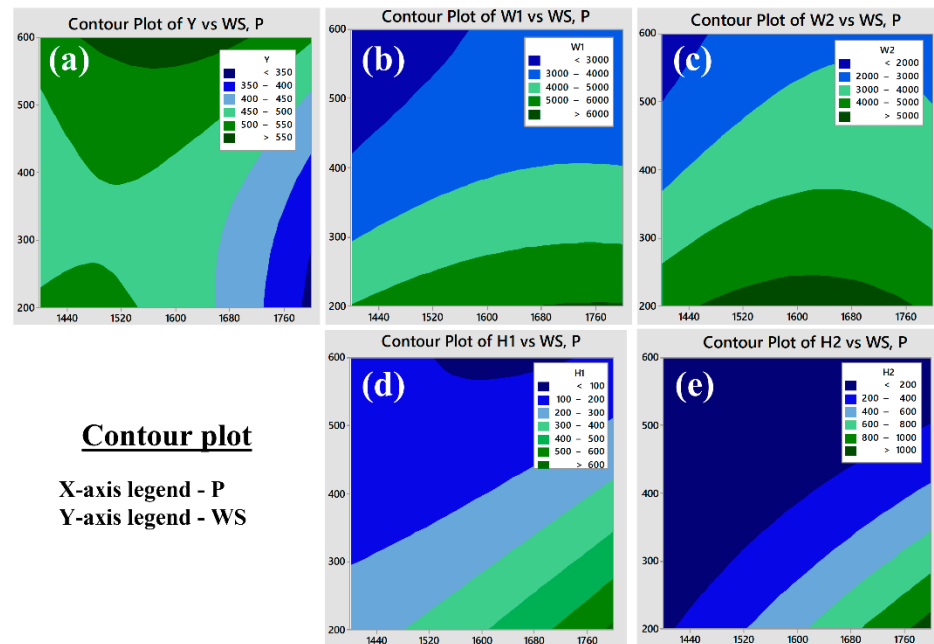 Contour Plot of Y vs WS, P
(a)
Y
< 350
350 – 400
400 – 450
450 – 500
500 – 550
> 550
600
500
400
300
200
1440 1520 1600 1680 1760
Contour Plot of W1 vs WS, P
(b)
W1
< 3000
3000 – 4000
4000 – 5000
5000 – 6000
> 6000
600
500
400
300
200
1440 1520 1600 1680 1760
Contour Plot of W2 vs WS, P
(c)
W2
< 2000
2000 – 3000
3000 – 4000
4000 – 5000
> 5000
600
500
400
300
200
1440 1520 1600 1680 1760
Contour plot
X-axis legend - P
Y-axis legend - WS
Contour Plot of H1 vs WS, P
(d)
H1
< 100
100 – 200
200 – 300
300 – 400
400 – 500
500 – 600
> 600
600
500
400
300
200
1440 1520 1600 1680 1760
Contour Plot of H2 vs WS, P
(e)
H2
< 200
200 – 400
400 – 600
600 – 800
800 – 1000
> 1000
600
500
400
300
200
1440 1520 1600 1680 1760